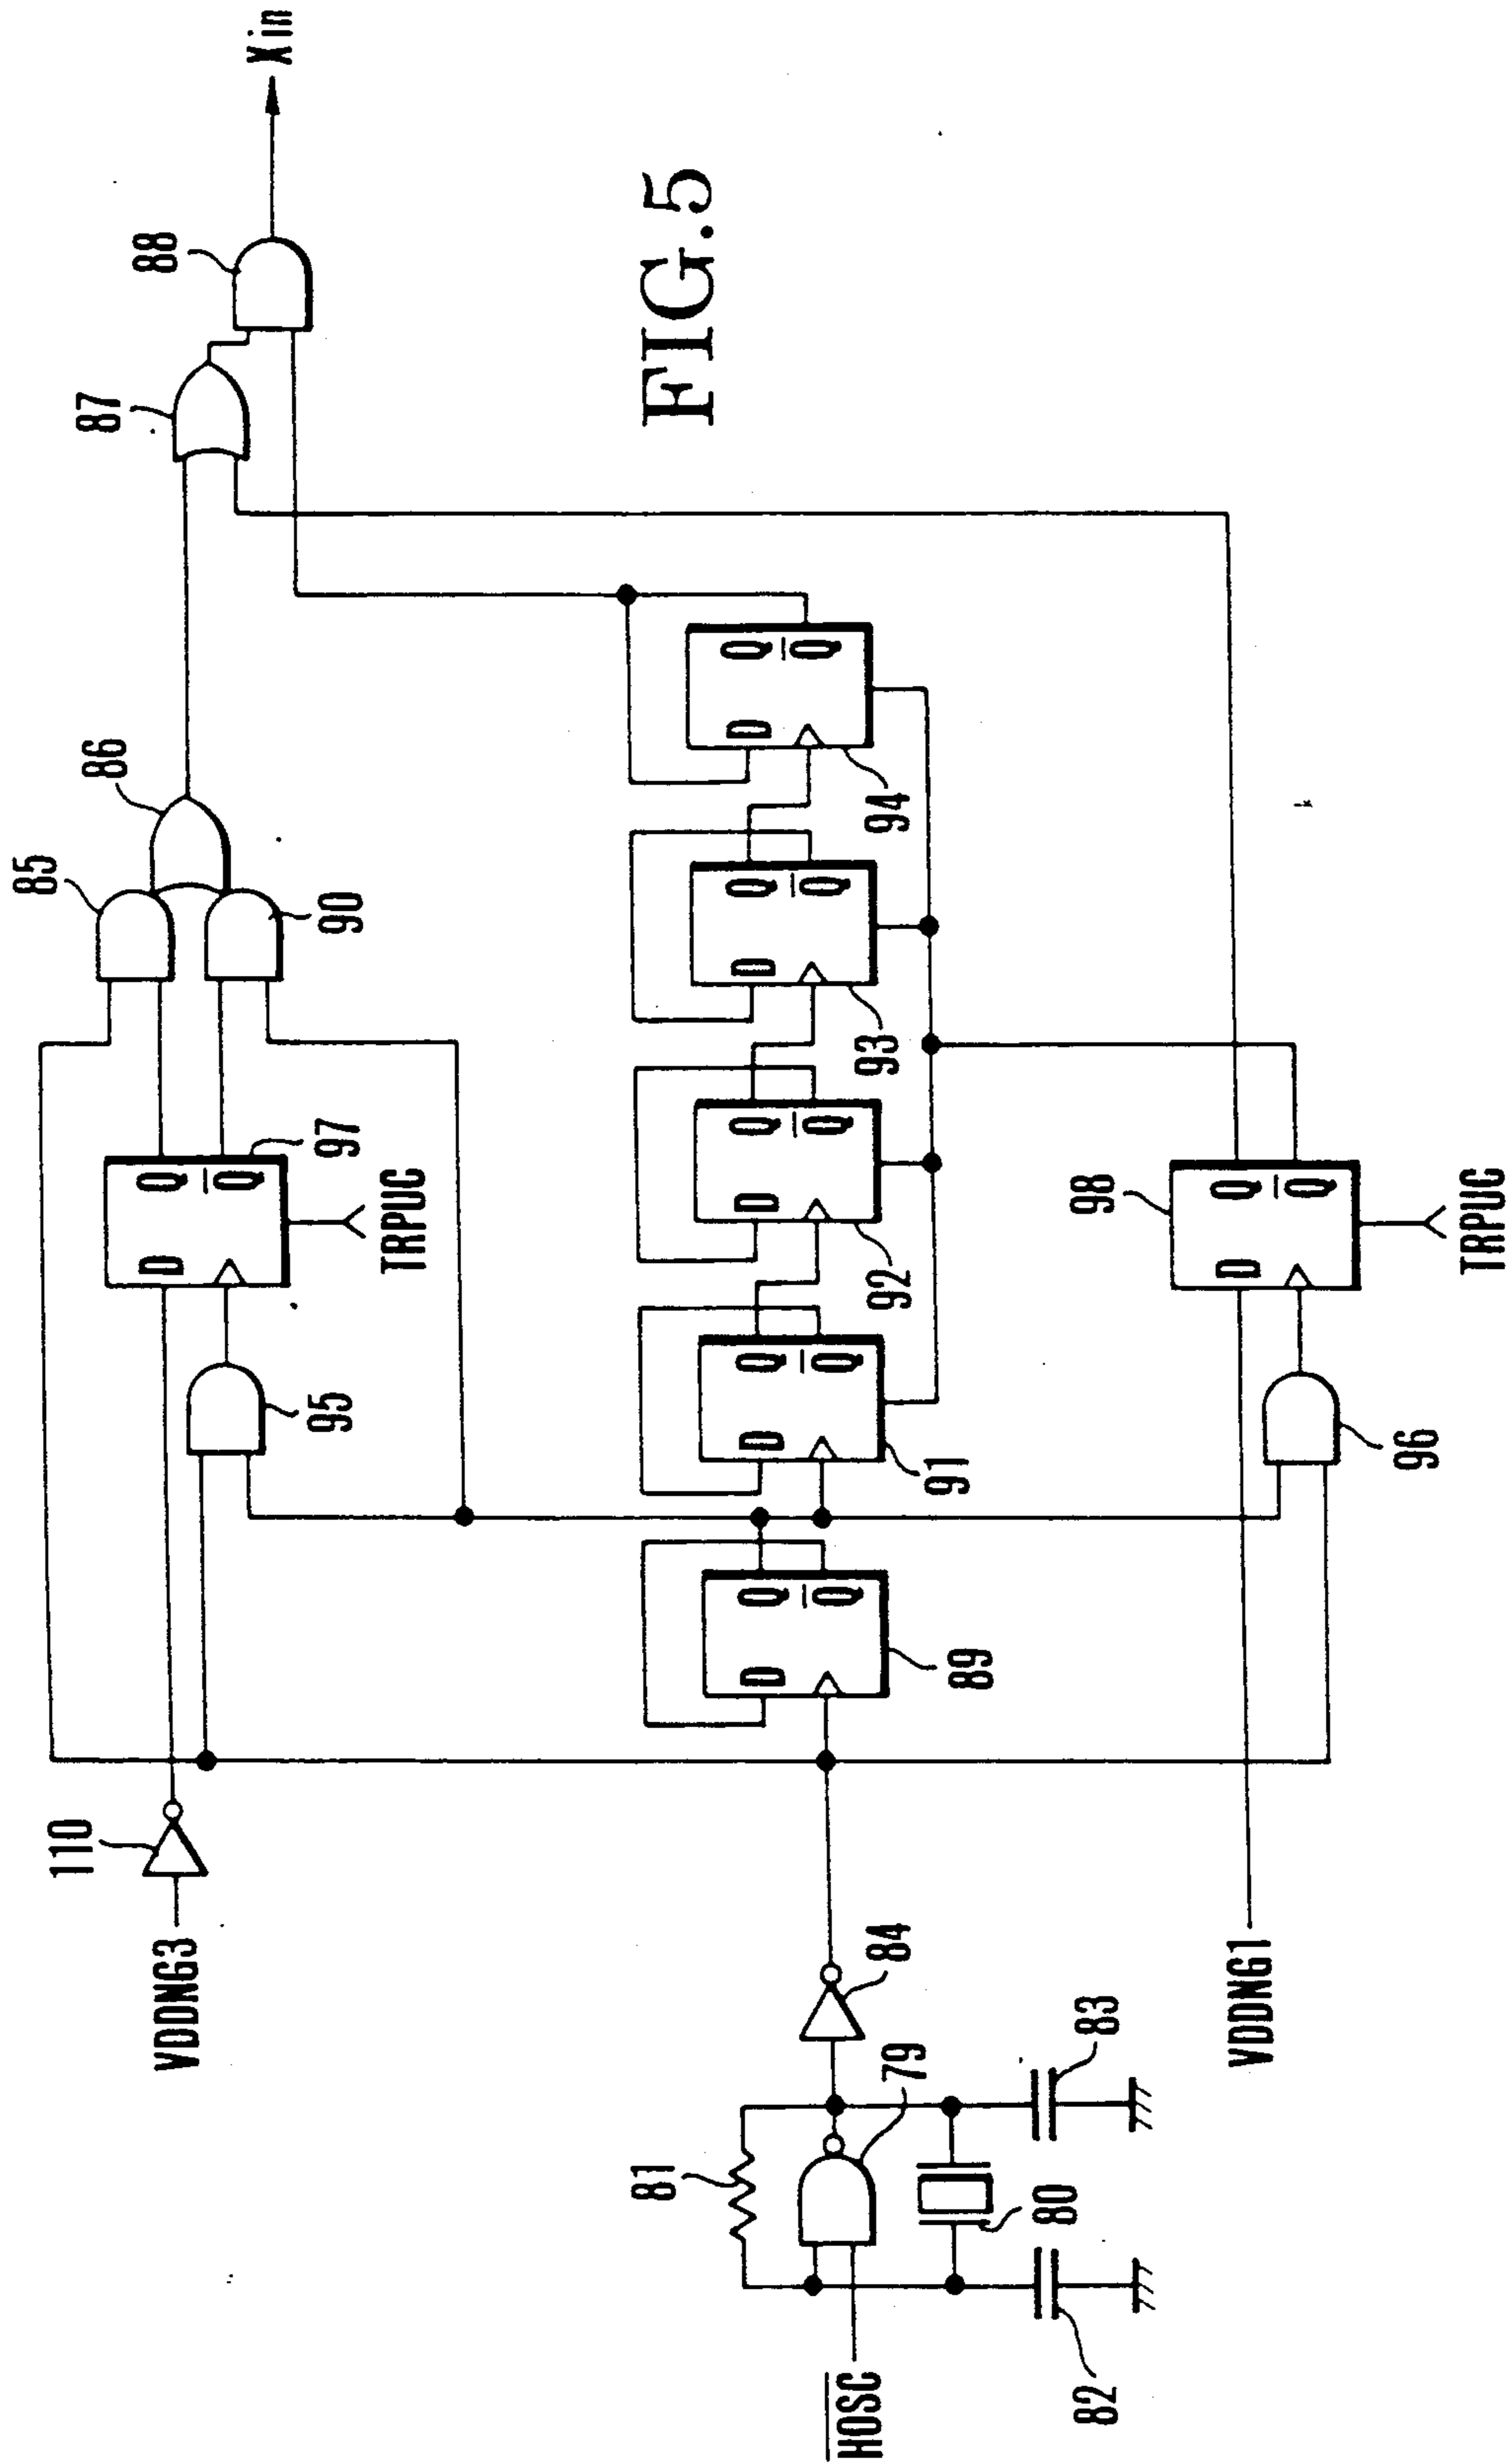 FIG.5
Xin
88
87
86
85
90
97
D
Q
Q̅
TRPUC
95
110
VDDNG3
94
D
Q
Q̅
93
D
Q
Q̅
92
D
Q
Q̅
91
D
Q
Q̅
89
D
Q
Q̅
98
D
Q
Q̅
TRPUC
96
VDDNG1
84
79
81
80
83
82
H̅O̅S̅C̅